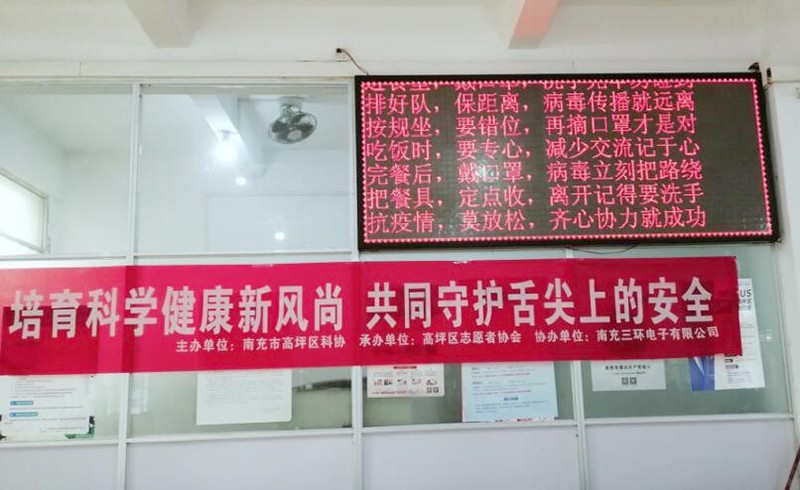 排好队，保距离，病毒传播就远离
按规坐，要错位，再摘口罩才是对
吃饭时，要专心，减少交流记于心
完餐后，戴口罩，病毒立刻把路绕
把餐具，定点收，离开记得要洗手
抗疫情，莫放松，齐心协力就成功
培育科学健康新风尚 共同守护舌尖上的安全
主办单位：南充市高坪区科协 承办单位：高坪区志愿者协会 协办单位：南充三环电子有限公司